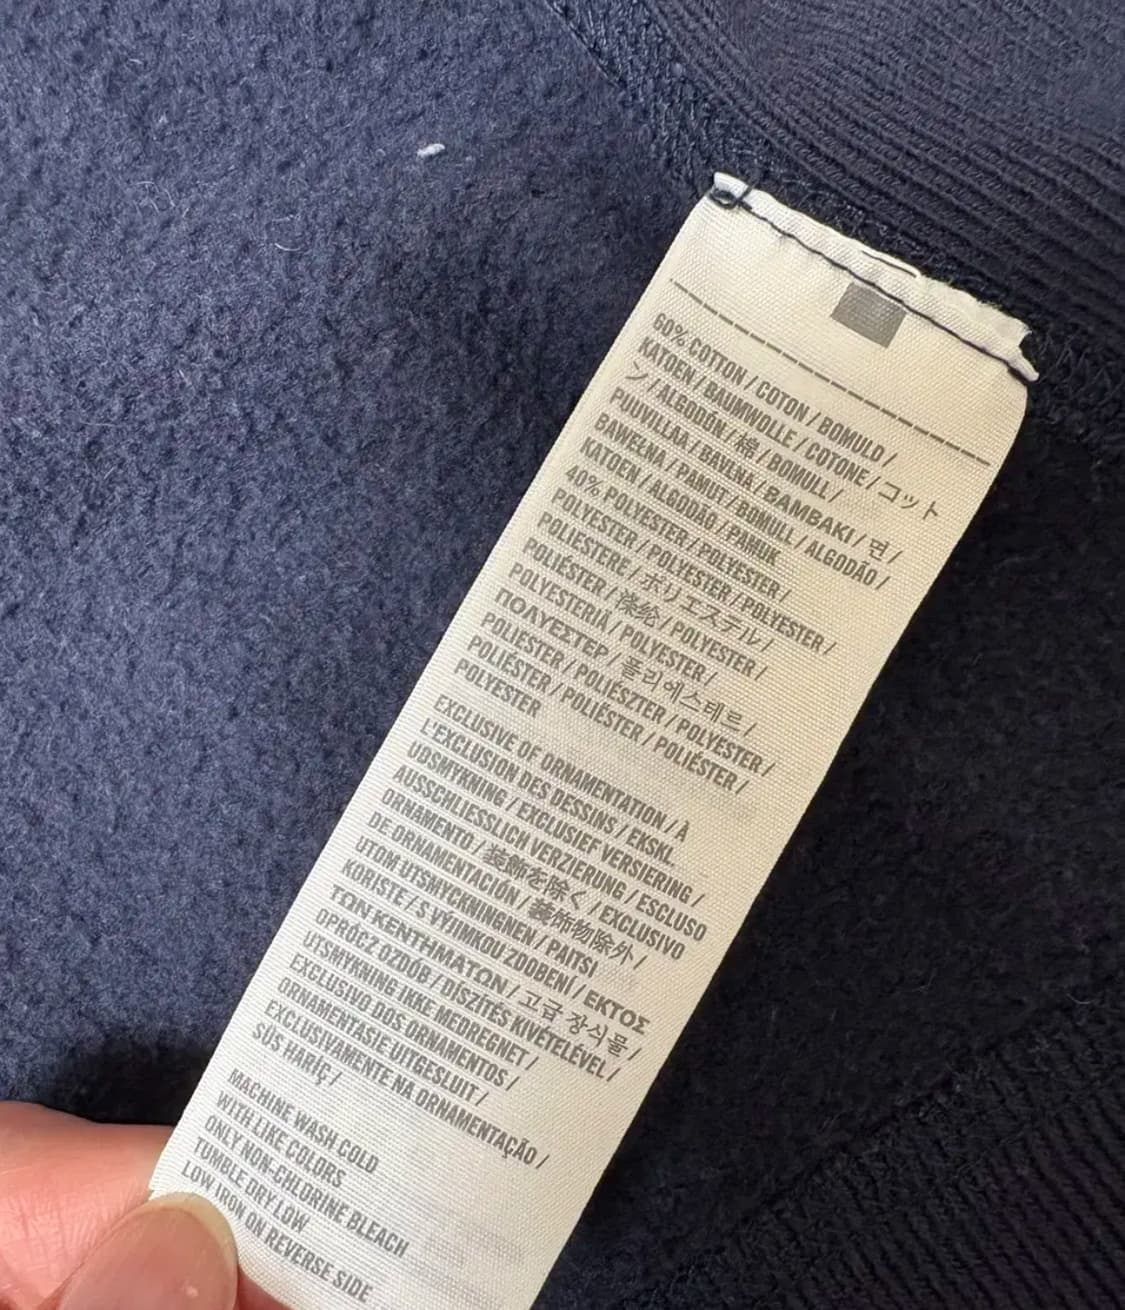 60% COTTON / COTON / BOMULD /
KATOEN / BAUMWOLLE / COTONE / コット
ン / ALGODÓN / 棉 / BOMULL /
PUUVILLAA / BAVLNA / BAMBAKI / 면 /
BAWEŁNA / PAMUT / BOMULL / ALGODÃO /
KATOEN / ALGODÃO / PAMUK
40% POLYESTER / POLYESTER /
POLYESTER / POLYESTER / POLYESTER /
POLIESTERE / ポリエステル /
POLIÉSTER / 涤纶 / POLYESTER /
POLYESTERIÄ / POLYESTER /
ΠΟΛΥΕΣΤΕΡ / 폴리에스테르 /
POLIESTER / POLIÉSZTER / POLYESTER /
POLIÉSTER / POLIÉSTER / POLIÉSTER /
POLYESTER
EXCLUSIVE OF ORNAMENTATION / À
L'EXCLUSION DES DESSINS / EKSKL.
UDSMYKNING / EXCLUSIEF VERSIERING /
AUSSCHLIESSLICH VERZIERUNG / ESCLUSO
ORNAMENTO / 装飾を除く / EXCLUSIVO
DE ORNAMENTACIÓN / 装饰物除外 /
UTOM UTSMYCKNINGNEN / PAITSI
KORISTE / S VÝJIMKOU ZDOBENÍ / ΕΚΤΟΣ
ΤΩΝ ΚΕΝΤΗΜΑΤΩΝ / 고급 장식물 /
OPRÓCZ OZDÓB / DÍSZÍTÉS KIVÉTELÉVEL /
UTSMYKNING IKKE MEDREGNET /
EXCLUSIVO DOS ORNAMENTOS /
ORNAMENTASIE UITGESLUIT /
EXCLUSIVAMENTE NA ORNAMENTAÇÃO /
SÜS HARİÇ /
MACHINE WASH COLD
WITH LIKE COLORS
ONLY NON-CHLORINE BLEACH
TUMBLE DRY LOW
LOW IRON ON REVERSE SIDE